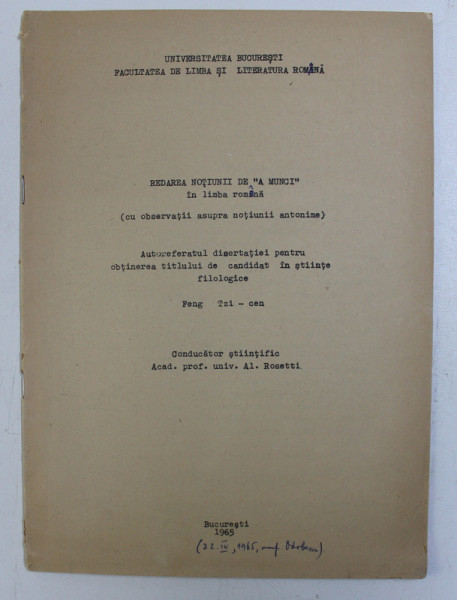 UNIVERSITATEA BUCUREŞTI
FACULTATEA DE LIMBA ŞI LITERATURA ROMÂNĂ
REDAREA NOŢIUNII DE "A MUNCI"
în limba română
(cu observaţii asupra noţiunii antonime)
Autoreferatul disertaţiei pentru
obţinerea titlului de candidat în ştiinţe
filologice
Feng Tzi - cen
Conducător ştiinţific
Acad. prof. univ. Al. Rosetti
Bucureşti
1965
(22. IV, 1965,